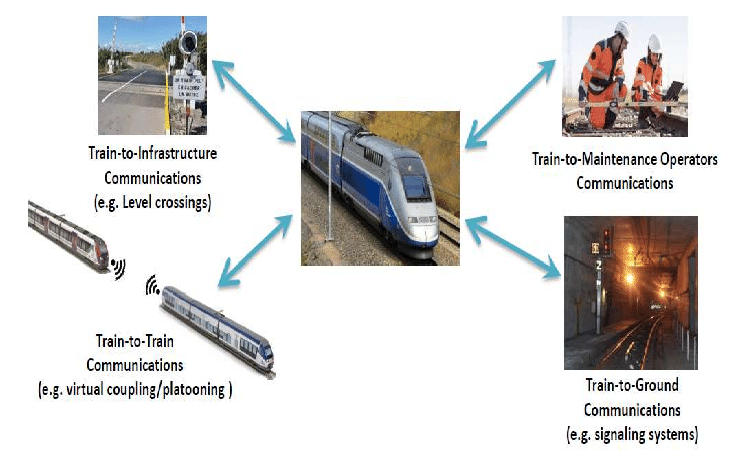 Train-to-Infrastructure
Communications
(e.g. Level crossings)
Train-to-Maintenance Operators
Communications
Train-to-Train
Communications
(e.g. virtual coupling/platooning )
2
Train-to-Ground
Communications
(e.g. signaling systems)